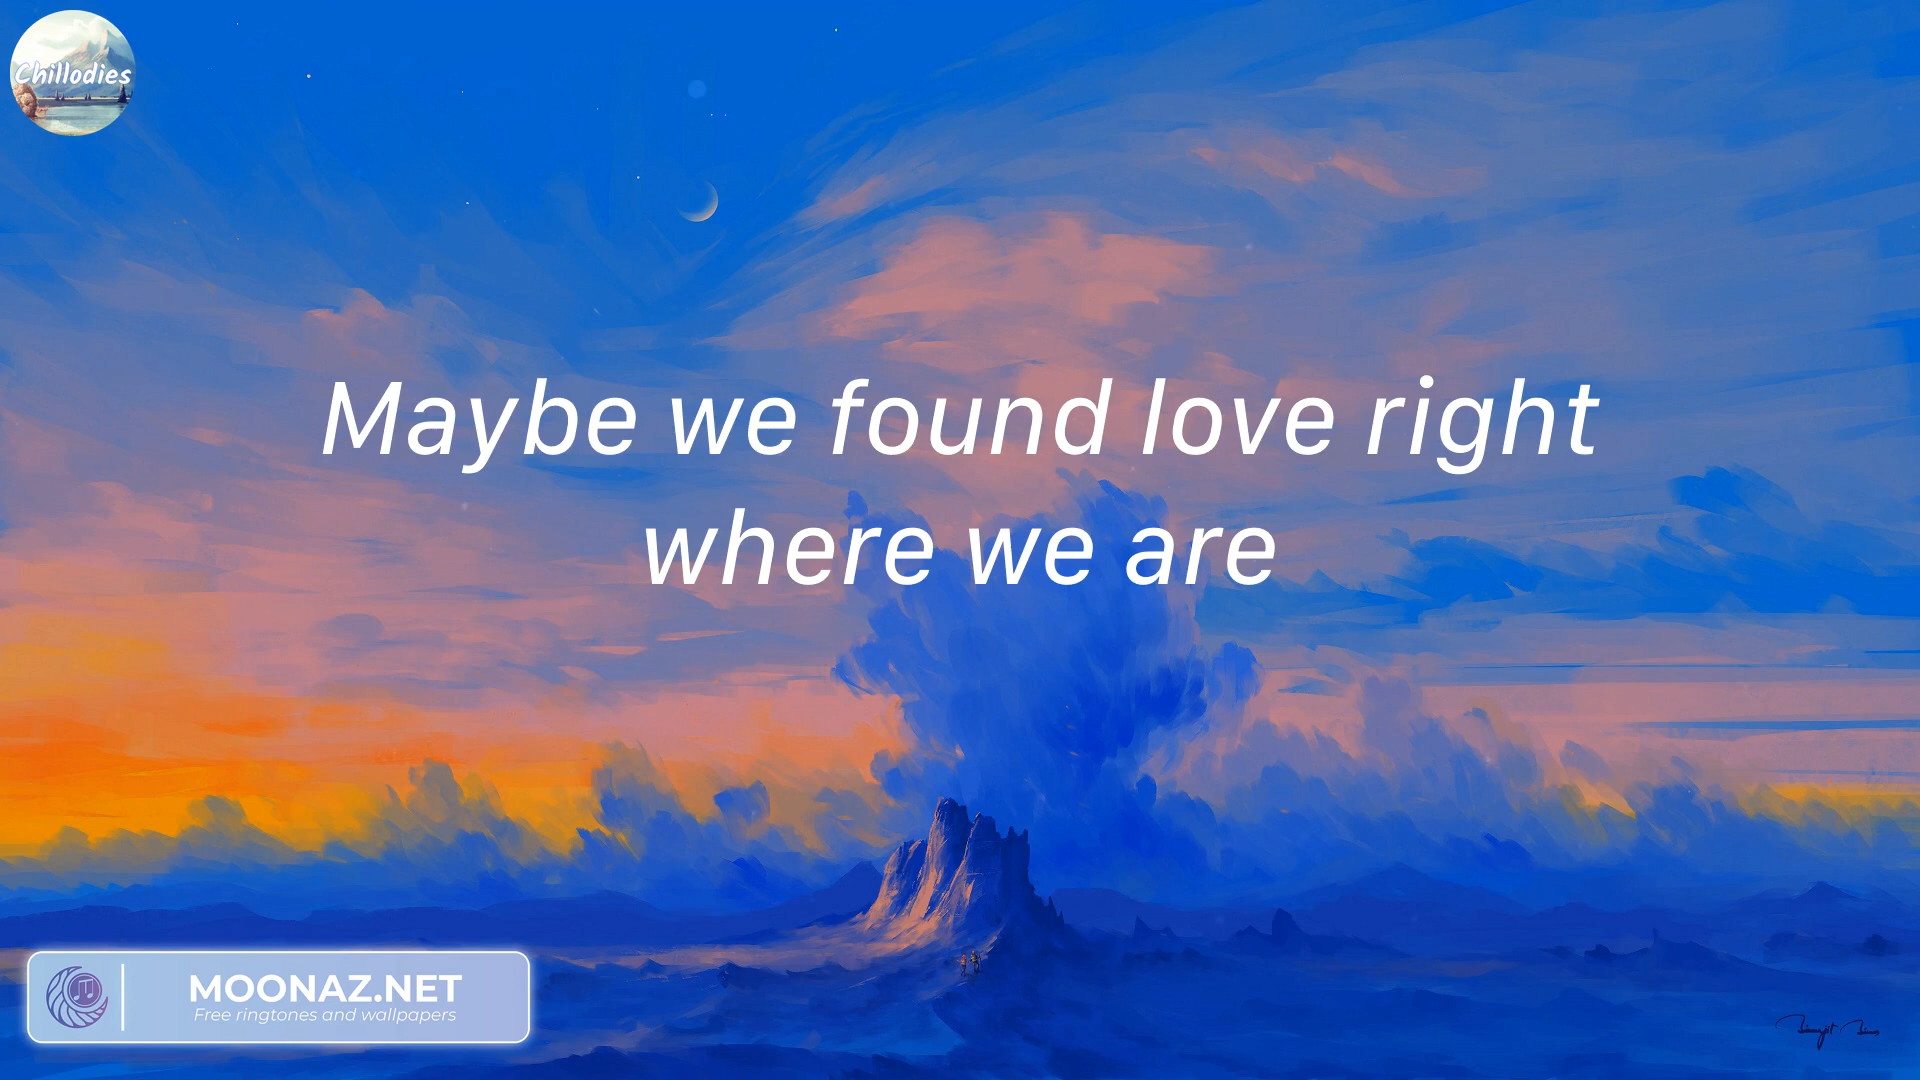 Chillodies
Maybe we found love right
where we are
MOONAZ.NET
Free ringtones and wallpapers